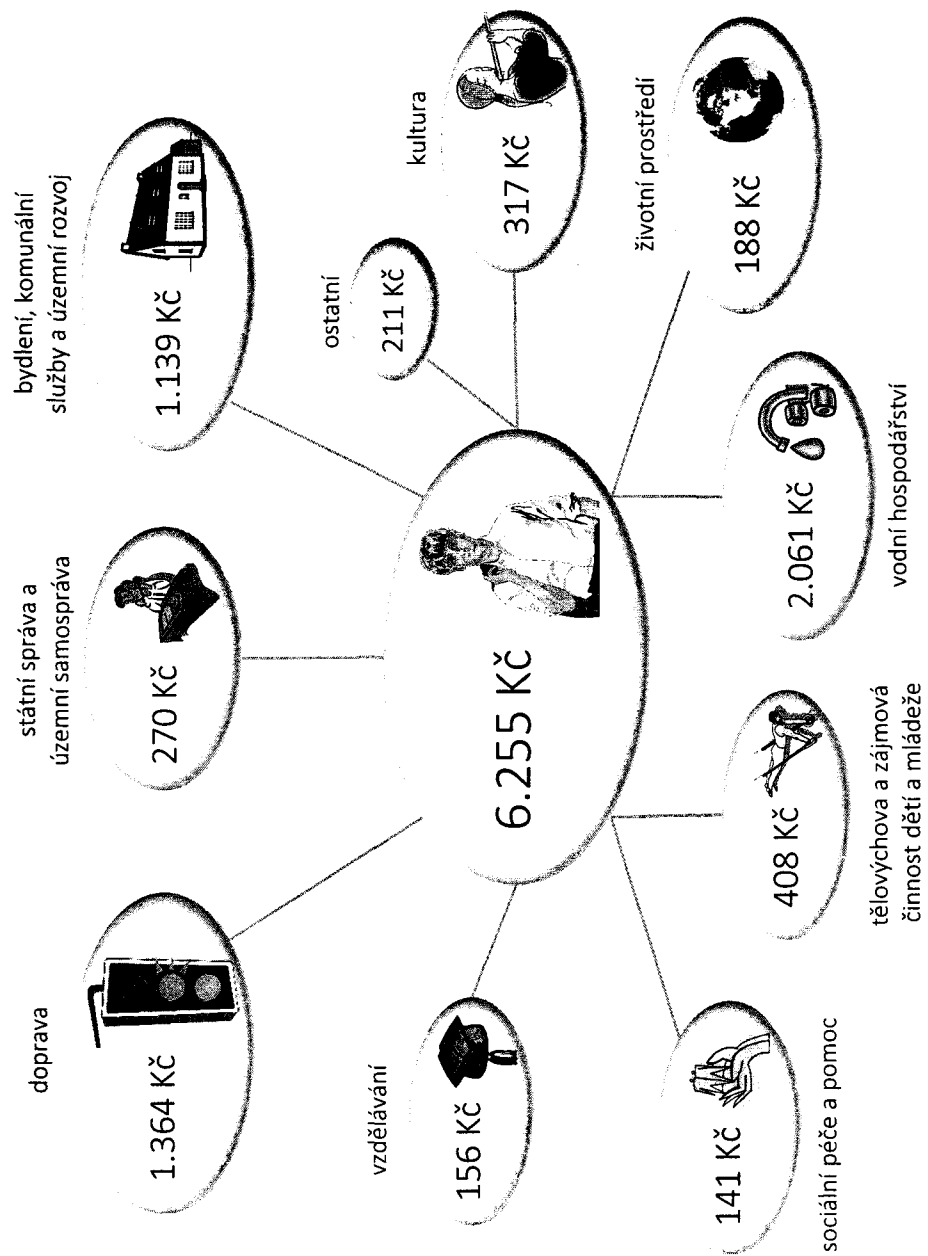 doprava
1.364 Kč
státní správa a
územní samospráva
270 Kč
bydlení, komunální
služby a územní rozvoj
1.139 Kč
ostatní
211 Kč
kultura
317 Kč
vzdělávání
156 Kč
6.255 Kč
životní prostředí
188 Kč
141 Kč
sociální péče a pomoc
408 Kč
tělovýchova a zájmová
činnost dětí a mládeže
2.061 Kč
vodní hospodářství